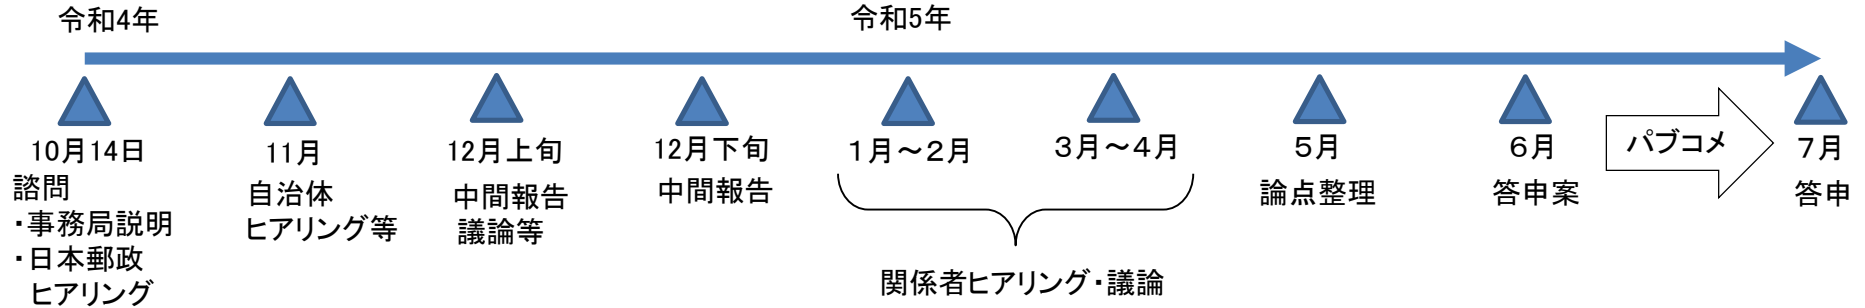 令和4年
令和5年
10月14日
諮問
・事務局説明
・日本郵政
ヒアリング
11月
自治体
ヒアリング等
12月上旬
中間報告
議論等
12月下旬
中間報告
１月～２月
３月～４月
関係者ヒアリング・議論
５月
論点整理
６月
答申案
パブコメ
７月
答申